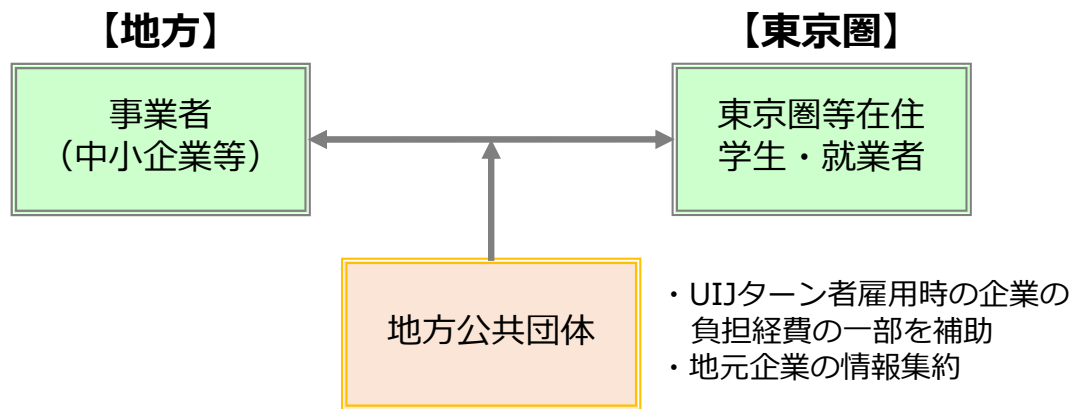 【地方】
【東京圏】
事業者
（中小企業等）
東京圏等在住
学生・就業者
地方公共団体
・UIJターン者雇用時の企業の
負担経費の一部を補助
・地元企業の情報集約